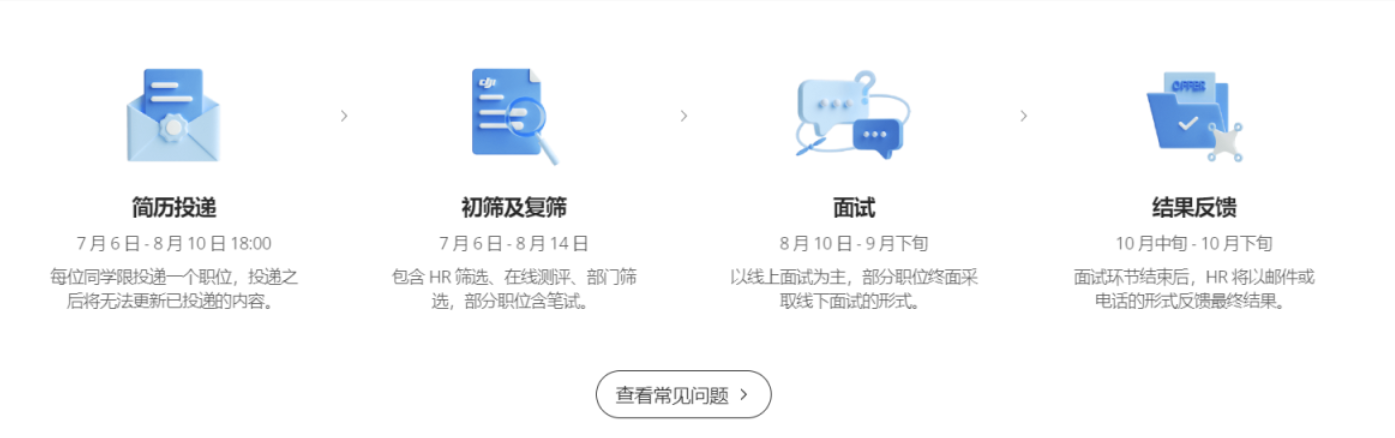 dji
OFFER
简历投递
7 月 6 日 - 8 月 10 日 18:00
每位同学限投递一个职位，投递之
后将无法更新已投递的内容。
初筛及复筛
7 月 6 日 - 8 月 14 日
包含 HR 筛选、在线测评、部门筛
选，部分职位含笔试。
面试
8 月 10 日 - 9 月下旬
以线上面试为主，部分职位终面采
取线下面试的形式。
结果反馈
10 月中旬 - 10 月下旬
面试环节结束后，HR 将以邮件或
电话的形式反馈最终结果。
查看常见问题 >